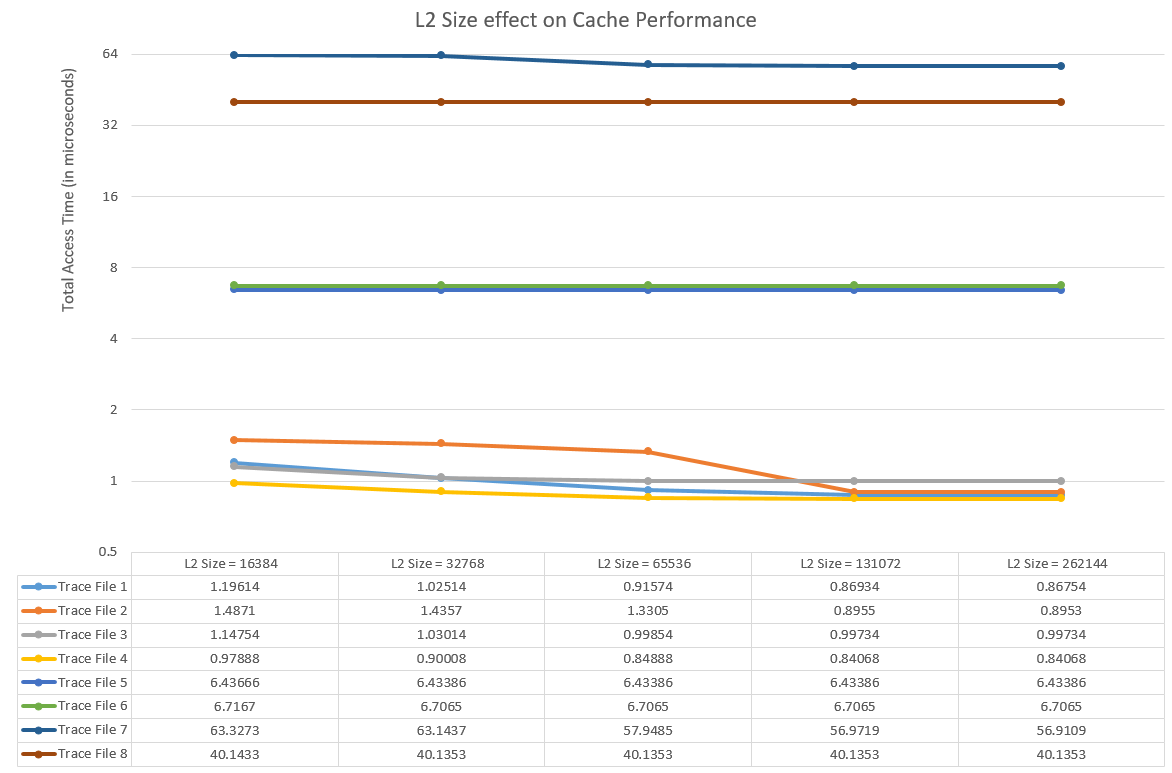 L2 Size effect on Cache Performance
Total Access Time (in microseconds)
64
32
16
8
4
2
1
0.5
L2 Size = 16384 L2 Size = 32768 L2 Size = 65536 L2 Size = 131072 L2 Size = 262144
Trace File 1 1.19614 1.02514 0.91574 0.86934 0.86754
Trace File 2 1.4871 1.4357 1.3305 0.8955 0.8953
Trace File 3 1.14754 1.03014 0.99854 0.99734 0.99734
Trace File 4 0.97888 0.90008 0.84888 0.84068 0.84068
Trace File 5 6.43666 6.43386 6.43386 6.43386 6.43386
Trace File 6 6.7167 6.7065 6.7065 6.7065 6.7065
Trace File 7 63.3273 63.1437 57.9485 56.9719 56.9109
Trace File 8 40.1433 40.1353 40.1353 40.1353 40.1353